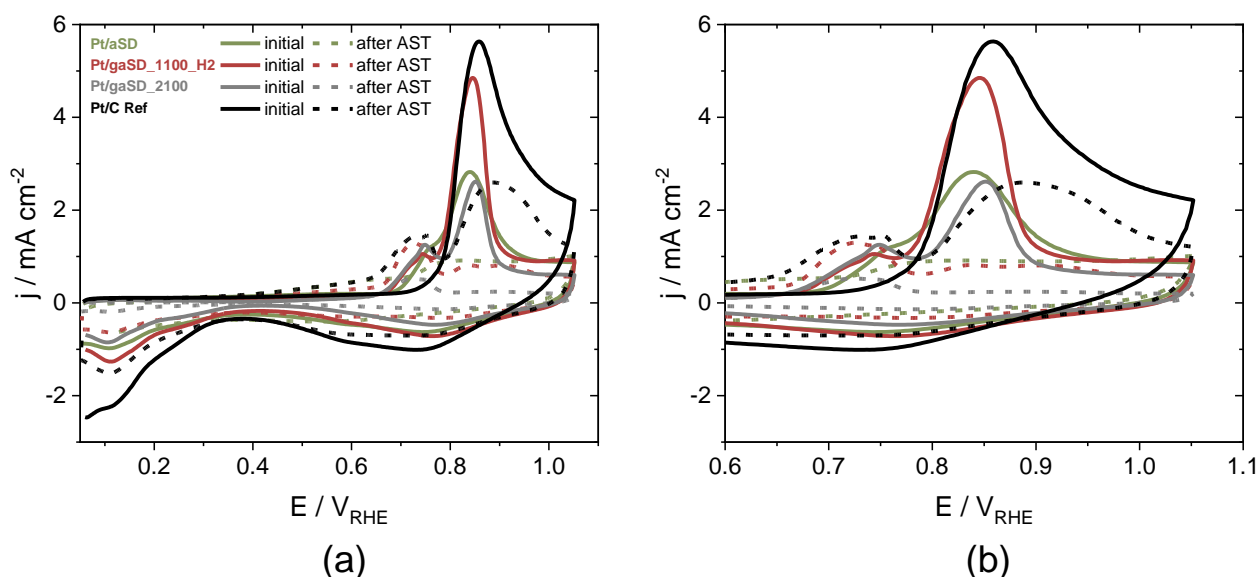 6
4
2
0
-2
j / mA cm-2
Pt/aSD initial after AST
Pt/gaSD_1100_H2 initial after AST
Pt/gaSD_2100 initial after AST
Pt/C Ref initial after AST
0.2 0.4 0.6 0.8 1.0
E / VRHE
(a)
6
4
2
0
-2
j / mA cm-2
0.6 0.7 0.8 0.9 1.0 1.1
E / VRHE
(b)